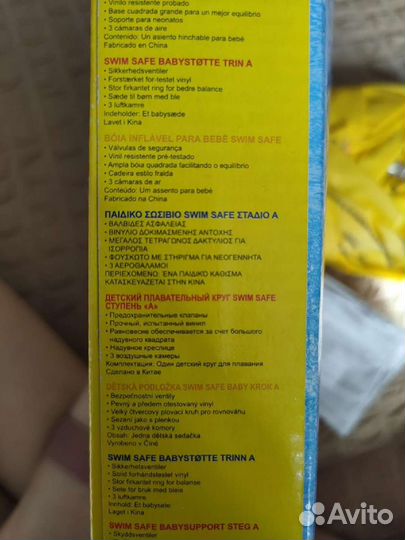 • Vinilo resistente probado
• Base cuadrada grande para un mejor equilibrio
• Soporte para neonatos
• 3 cámaras de aire
Contenido: Un asiento hinchable para bebé
Fabricado en China
SWIM SAFE BABYSTØTTE TRIN A
• Sikkerhedsventiler
• Forstærket for-testet vinyl
• Stor firkantet ring for bedre balance
• Sæde til børn med ble
• 3 luftkamre
Indeholder: Et babysæde
Lavet i Kina
BÓIA INFLÁVEL PARA BEBÉ SWIM SAFE
• Válvulas de segurança
• Vinil resistente pré-testado
• Ampla bóia quadrada facilitando o equilíbrio
• Cadeira estilo fralda
• 3 câmaras de ar
Conteúdo: Um assento para bebé
Fabricado na China
ΠΑΙΔΙΚΟ ΣΩΣΙΒΙΟ SWIM SAFE ΣΤΑΔΙΟ Α
• ΒΑΛΒΙΔΕΣ ΑΣΦΑΛΕΙΑΣ
• ΒΙΝΥΛΙΟ ΔΟΚΙΜΑΣΜΕΝΗΣ ΑΝΤΟΧΗΣ
• ΜΕΓΑΛΟΣ ΤΕΤΡΑΓΩΝΟΣ ΔΑΚΤΥΛΙΟΣ ΓΙΑ
ΙΣΟΡΡΟΠΙΑ
• ΦΟΥΣΚΩΤΟ ΜΕ ΣΤΗΡΙΓΜΑ ΓΙΑ ΝΕΟΓΕΝΝΗΤΑ
• 3 ΑΕΡΟΘΑΛΑΜΟΙ
ΠΕΡΙΕΧΟΜΕΝΟ: ΈΝΑ ΠΑΙΔΙΚΟ ΚΑΘΙΣΜΑ
ΚΑΤΑΣΚΕΥΑΖΕΤΑΙ ΣΤΗΝ ΚΙΝΑ
ДЕТСКИЙ ПЛАВАТЕЛЬНЫЙ КРУГ SWIM SAFE
СТУПЕНЬ «А»
• Предохранительные клапаны
• Прочный, испытанный винил
• Равновесие обеспечивается за счет большого
надувного квадрата
• Надувное креслице
• 3 воздушные камеры
Комплектация: Один детский круг для плавания
Сделано в Китае
DĚTSKÁ PODLOŽKA SWIM SAFE BABY KROK A
• Bezpečnostní ventily
• Pevný a předem otestovaný vinyl
• Velký čtvercový plovací kruh pro rovnováhu
• Sezaní jako s plenkou
• 3 vzduchové komory
Obsah: Jedna dětská sedačka
Vyrobeno v Číně
SWIM SAFE BABYSTØTTE TRINN A
• Sikkerhetsventiler
• Solid forhåndstestet vinyl
• Stor firkantet ring for balanse
• Sete for bruk med bleie
• 3 luftkamre
Innhold: Et babysete
Laget i Kina
SWIM SAFE BABYSUPPORT STEG A
• Skyddsventiler
Avito